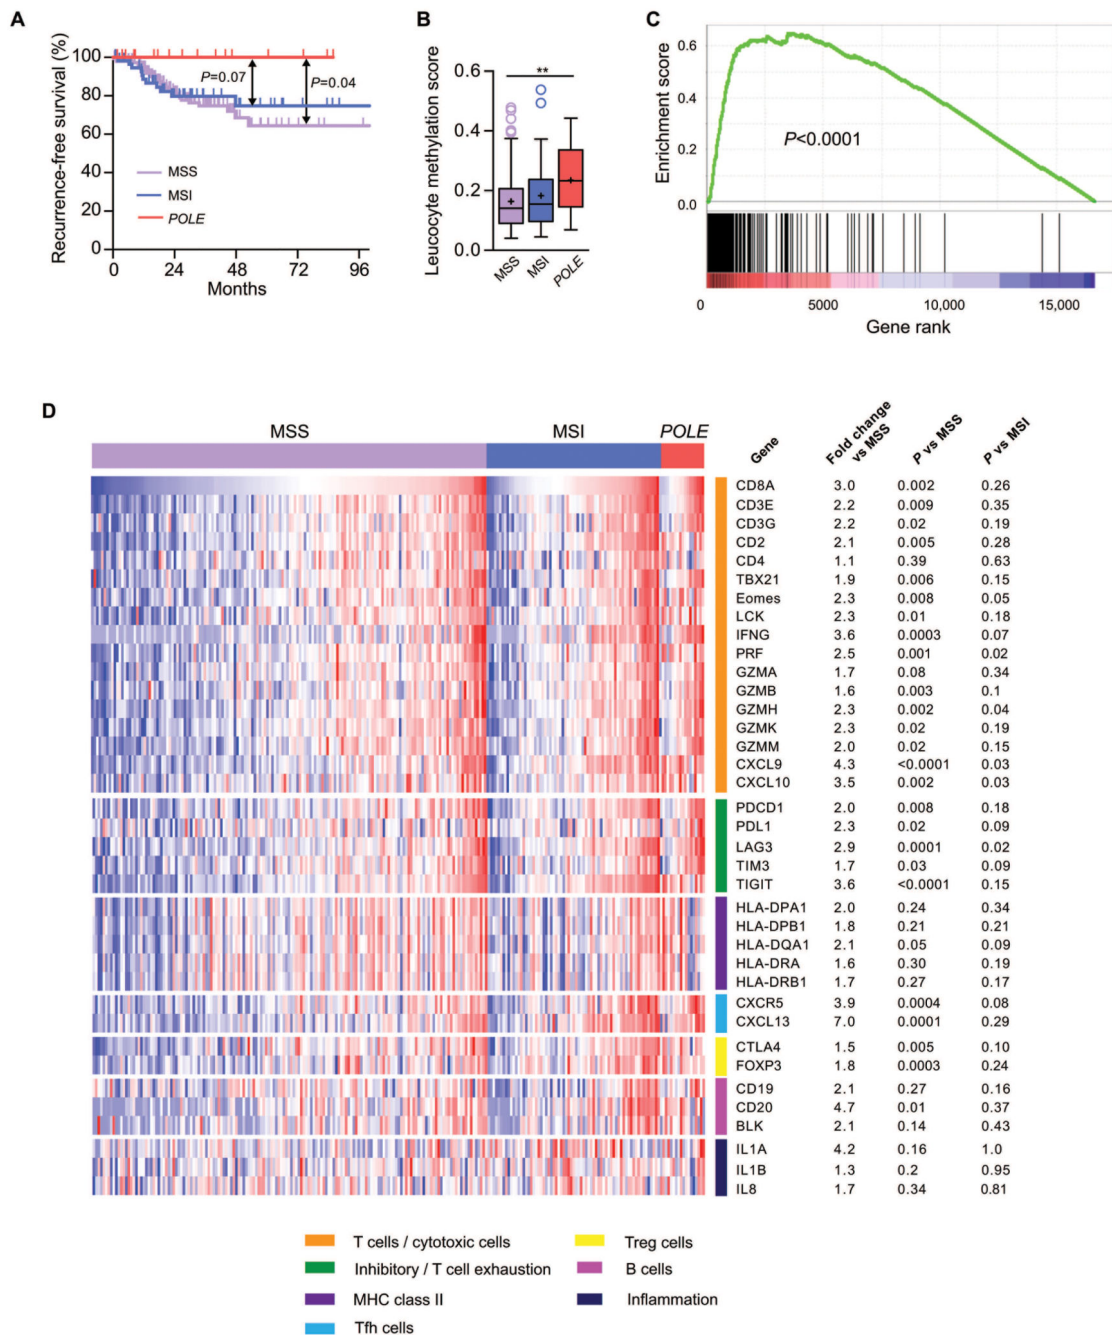 A
Recurrence-free survival (%)
100
80
60
40
20
0
P=0.07
P=0.04
MSS
MSI
POLE
0 24 48 72 96
Months
B
Leucocyte methylation score
0.6
0.4
0.2
0.0
**
MSS MSI POLE
C
Enrichment score
0.6
0.4
0.2
0.0
P<0.0001
0 5000 10,000 15,000
Gene rank
D
MSS MSI POLE
Gene Fold change vs MSS P vs MSS P vs MSI
CD8A 3.0 0.002 0.26
CD3E 2.2 0.009 0.35
CD3G 2.2 0.02 0.19
CD2 2.1 0.005 0.28
CD4 1.1 0.39 0.63
TBX21 1.9 0.006 0.15
Eomes 2.3 0.008 0.05
LCK 2.3 0.01 0.18
IFNG 3.6 0.0003 0.07
PRF 2.5 0.001 0.02
GZMA 1.7 0.08 0.34
GZMB 1.6 0.003 0.1
GZMH 2.3 0.002 0.04
GZMK 2.3 0.02 0.19
GZMM 2.0 0.02 0.15
CXCL9 4.3 <0.0001 0.03
CXCL10 3.5 0.002 0.03
PDCD1 2.0 0.008 0.18
PDL1 2.3 0.02 0.09
LAG3 2.9 0.0001 0.02
TIM3 1.7 0.03 0.09
TIGIT 3.6 <0.0001 0.15
HLA-DPA1 2.0 0.24 0.34
HLA-DPB1 1.8 0.21 0.21
HLA-DQA1 2.1 0.05 0.09
HLA-DRA 1.6 0.30 0.19
HLA-DRB1 1.7 0.27 0.17
CXCR5 3.9 0.0004 0.08
CXCL13 7.0 0.0001 0.29
CTLA4 1.5 0.005 0.10
FOXP3 1.8 0.0003 0.24
CD19 2.1 0.27 0.16
CD20 4.7 0.01 0.37
BLK 2.1 0.14 0.43
IL1A 4.2 0.16 1.0
IL1B 1.3 0.2 0.95
IL8 1.7 0.34 0.81
T cells / cytotoxic cells
Inhibitory / T cell exhaustion
MHC class II
Tfh cells
Treg cells
B cells
Inflammation